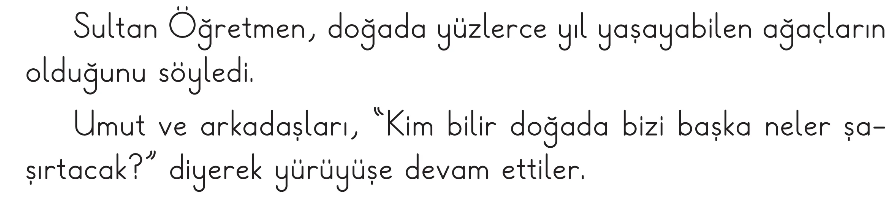 Sultan Öğretmen, doğada yüzlerce yıl yaşayabilen ağaçların
olduğunu söyledi.
Umut ve arkadaşları, “Kim bilir doğada bizi başka neler şa-
şırtacak?” diyerek yürüyüşe devam ettiler.